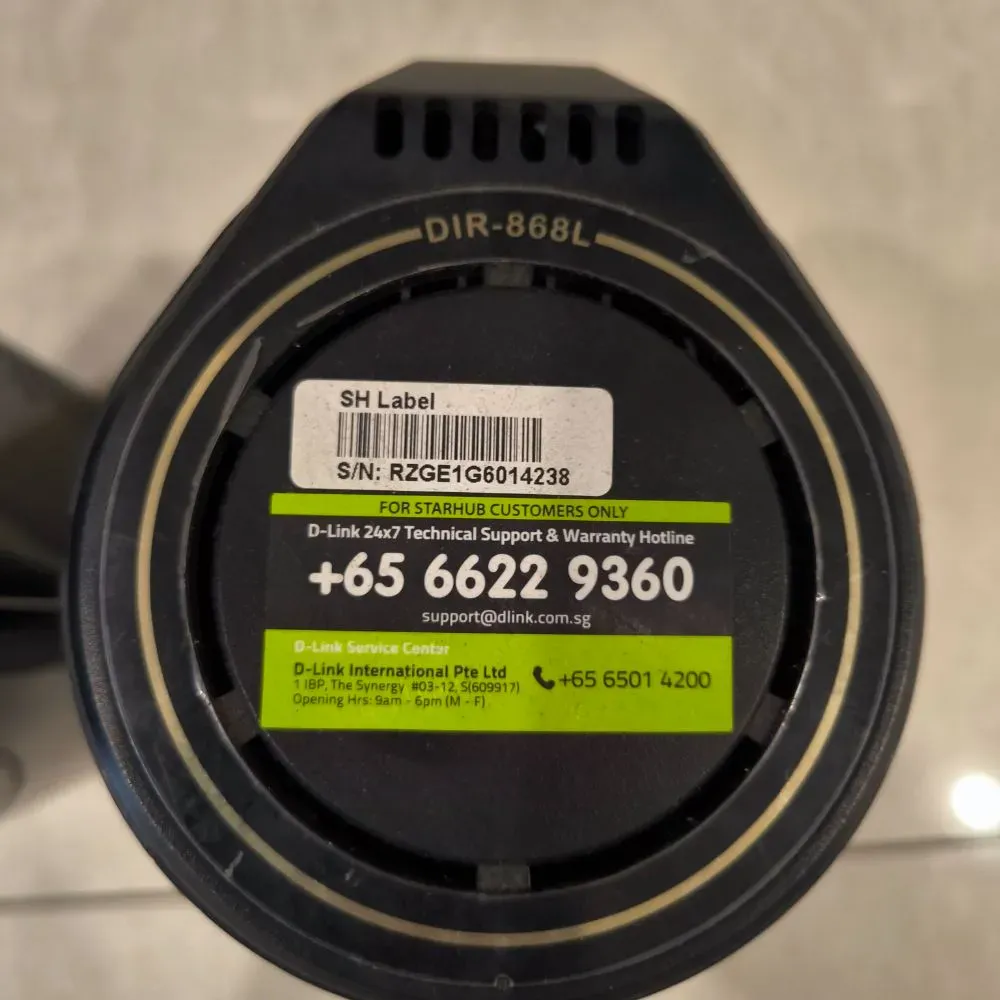 DIR-868L
SH Label
S/N: RZGE1G6014238
FOR STARHUB CUSTOMERS ONLY
D-Link 24x7 Technical Support & Warranty Hotline
+65 6622 9360
support@dlink.com.sg
D-Link Service Center
D-Link International Pte Ltd
1 IBP, The Synergy #03-12, S(609917)
Opening Hrs: 9am - 6pm (M - F)
+65 6501 4200